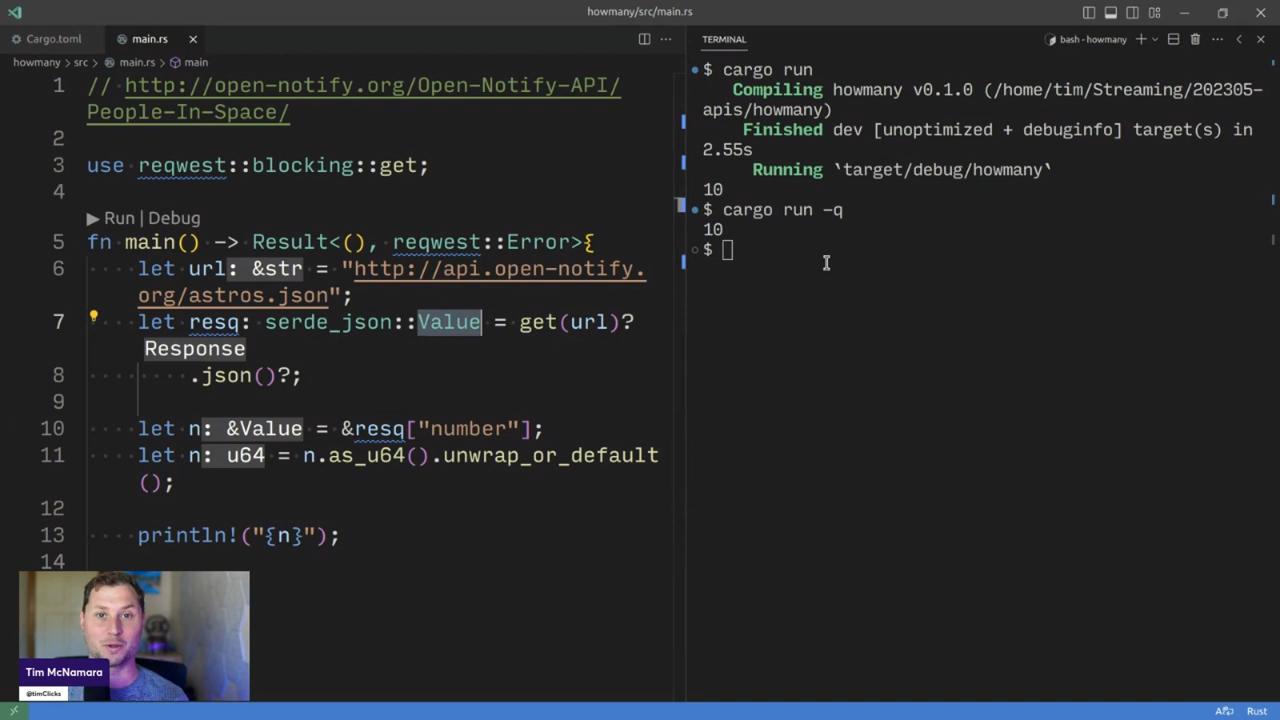 howmany/src/main.rs
Cargo.toml
main.rs
howmany > src > main.rs > main
1 // http://open-notify.org/Open-Notify-API/
People-In-Space/
2
3 use reqwest::blocking::get;
4
Run | Debug
5 fn main() -> Result<(), reqwest::Error>{
6 let url: &str = "http://api.open-notify.
org/astros.json";
7 let resq: serde_json::Value = get(url)?
Response
8 .json()?;
9
10 let n: &Value = &resq["number"];
11 let n: u64 = n.as_u64().unwrap_or_default
();
12
13 println!("{n}");
14
Tim McNamara
@timClicks
TERMINAL
bash - howmany
$ cargo run
Compiling howmany v0.1.0 (/home/tim/Streaming/202305-
apis/howmany)
Finished dev [unoptimized + debuginfo] target(s) in
2.55s
Running `target/debug/howmany`
10
$ cargo run -q
10
$
Rust